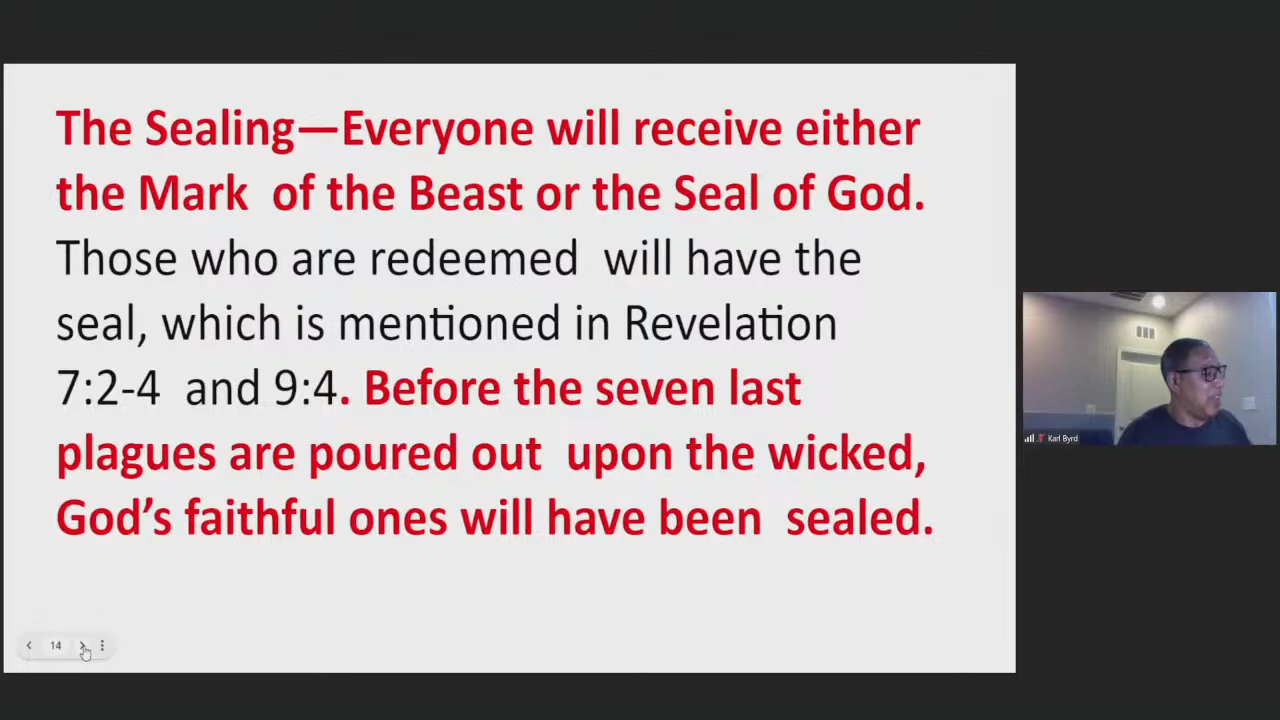 The Sealing—Everyone will receive either
the Mark of the Beast or the Seal of God.
Those who are redeemed will have the
seal, which is mentioned in Revelation
7:2-4 and 9:4. Before the seven last
plagues are poured out upon the wicked,
God’s faithful ones will have been sealed.
Karl Byrd
14